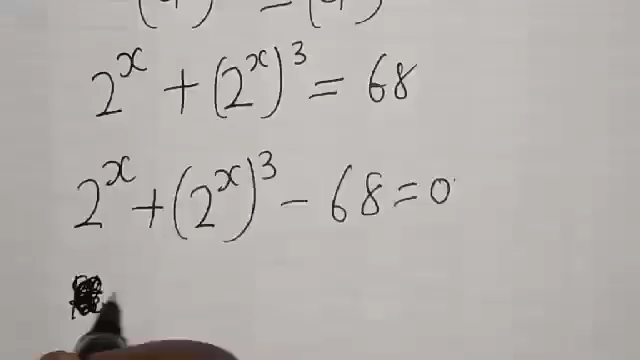 2^x + (2^x)^3 = 68
2^x + (2^x)^3 - 68 = 0